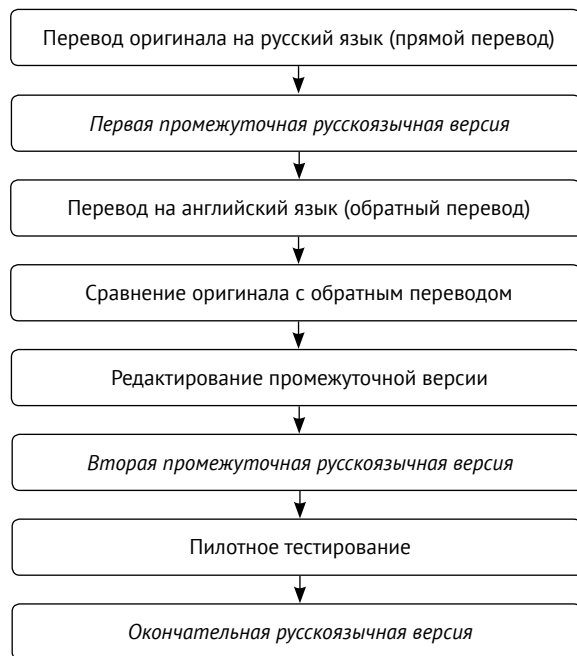 Перевод оригинала на русский язык (прямой перевод)
Первая промежуточная русскоязычная версия
Перевод на английский язык (обратный перевод)
Сравнение оригинала с обратным переводом
Редактирование промежуточной версии
Вторая промежуточная русскоязычная версия
Пилотное тестирование
Окончательная русскоязычная версия